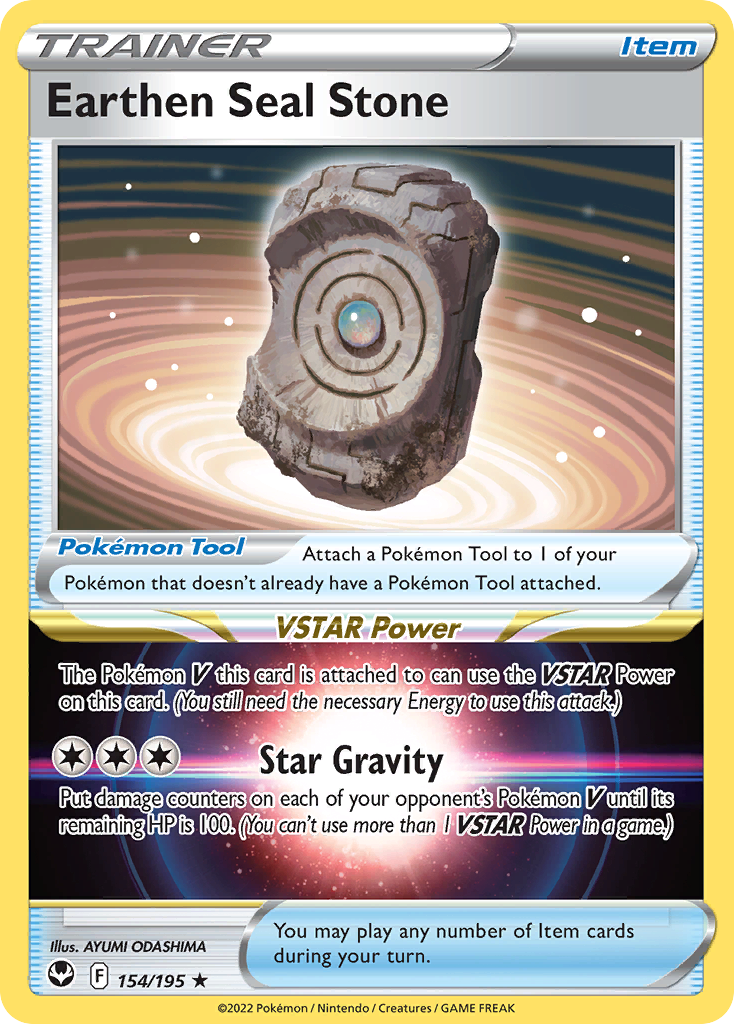 TRAINER
Item
Earthen Seal Stone
Pokémon Tool
Attach a Pokémon Tool to 1 of your
Pokémon that doesn't already have a Pokémon Tool attached.
VSTAR Power
The Pokémon V this card is attached to can use the VSTAR Power
on this card. (You still need the necessary Energy to use this attack.)
Star Gravity
Put damage counters on each of your opponent's Pokémon V until its
remaining HP is 100. (You can't use more than 1 VSTAR Power in a game.)
Illus. AYUMI ODASHIMA
You may play any number of Item cards
during your turn.
F 154/195 ★
©2022 Pokémon / Nintendo / Creatures / GAME FREAK